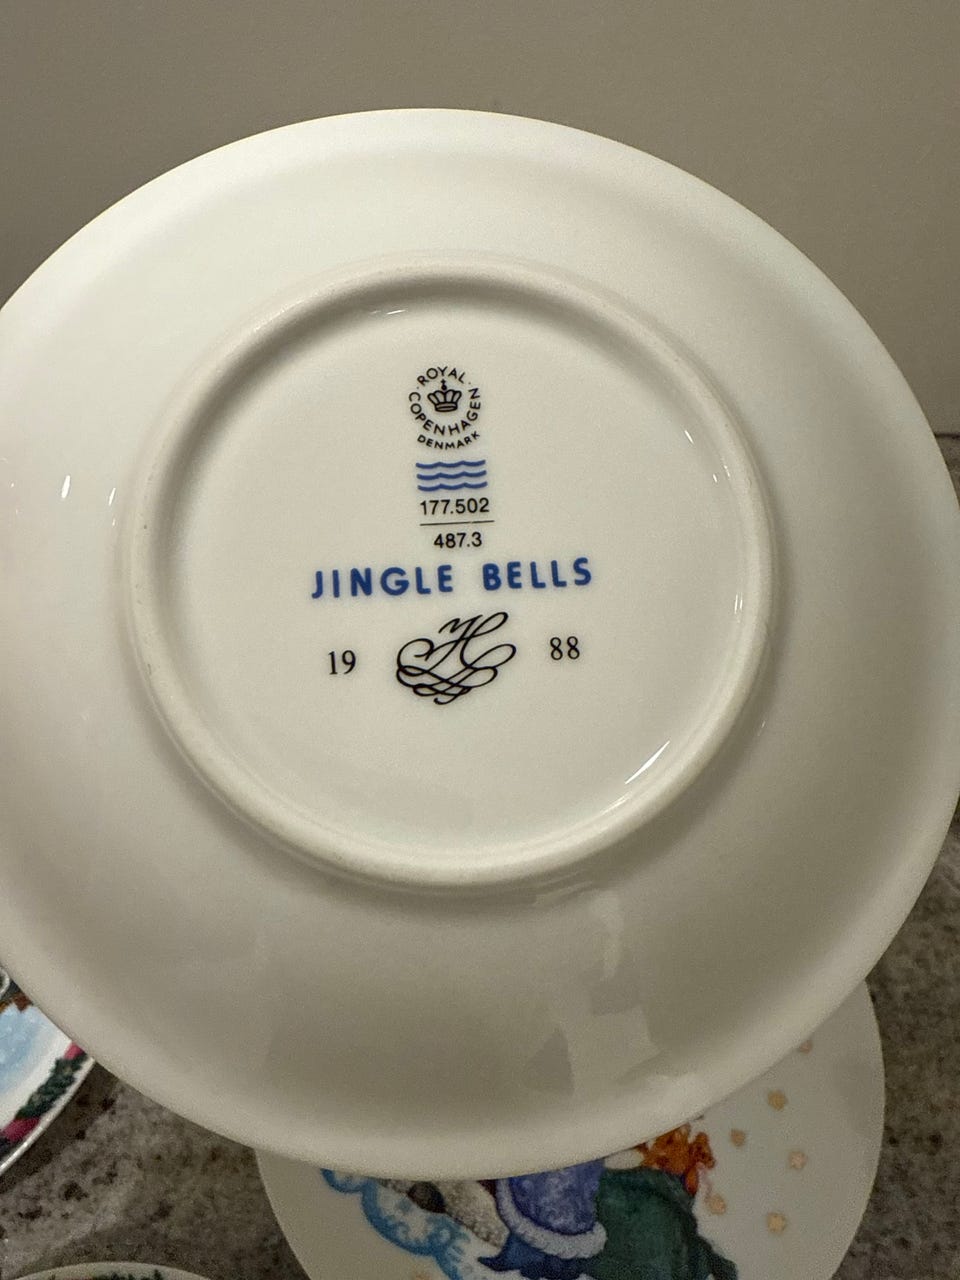 ROYAL COPENHAGEN
DENMARK
177.502
487.3
JINGLE BELLS
19 H 88